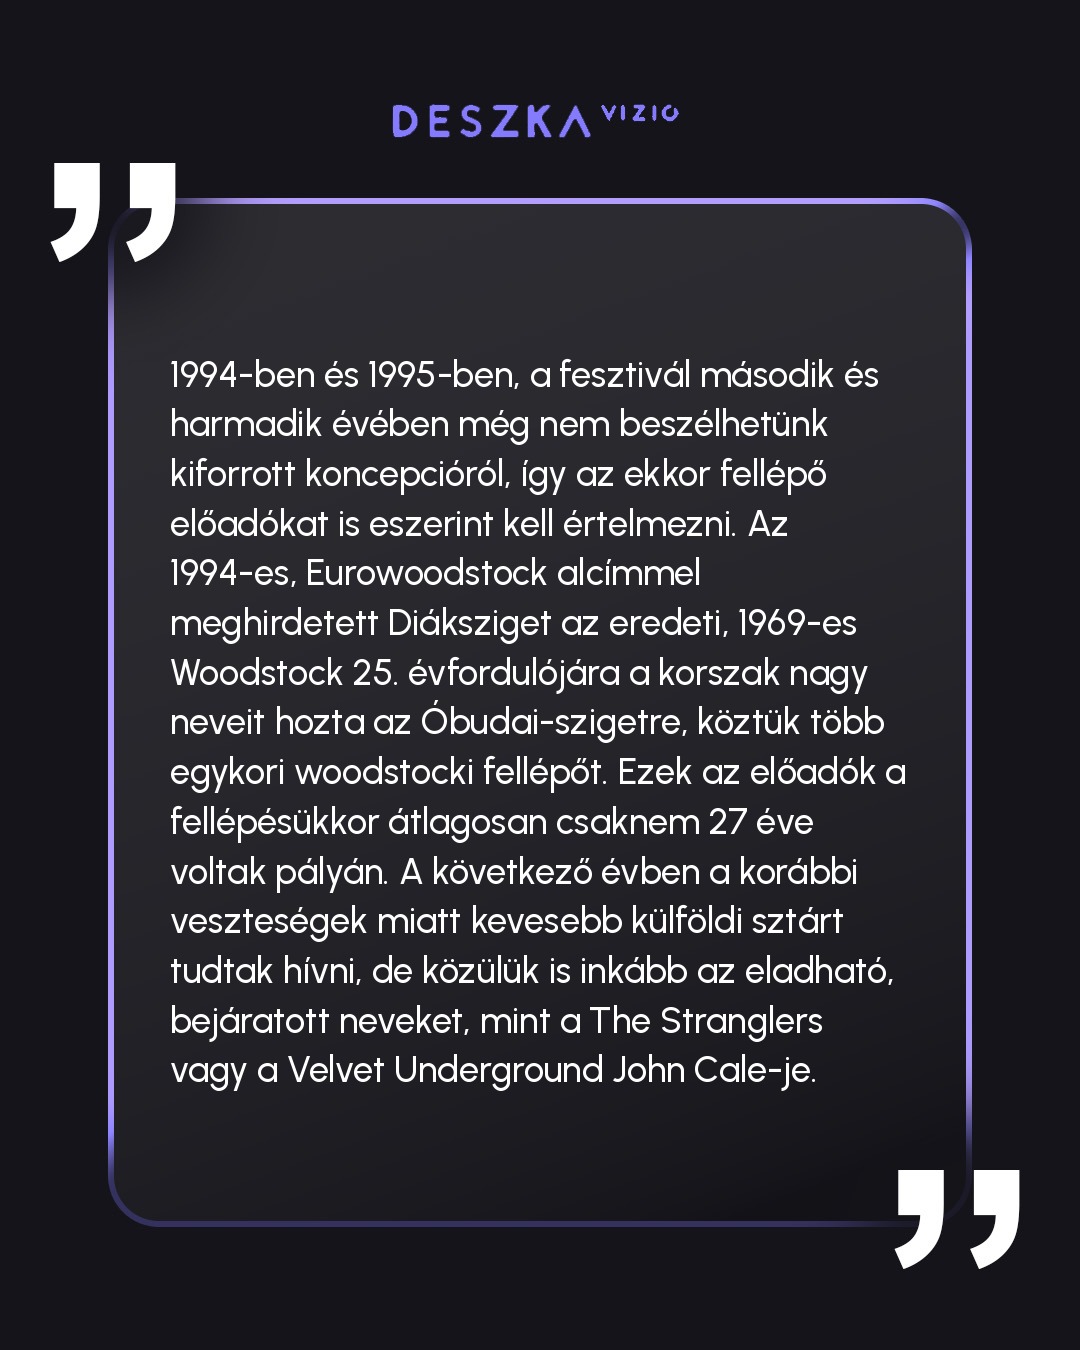 DESZKA VIZIO
1994-ben és 1995-ben, a fesztivál második és
harmadik évében még nem beszélhetünk
kiforrott koncepcióról, így az ekkor fellépő
előadókat is eszerint kell értelmezni. Az
1994-es, Eurowoodstock alcímmel
meghirdetett Diáksziget az eredeti, 1969-es
Woodstock 25. évfordulójára a korszak nagy
neveit hozta az Óbudai-szigetre, köztük több
egykori woodstocki fellépőt. Ezek az előadók a
fellépésükkor átlagosan csaknem 27 éve
voltak pályán. A következő évben a korábbi
veszteségek miatt kevesebb külföldi sztárt
tudtak hívni, de közülük is inkább az eladható,
bejáratott neveket, mint a The Stranglers
vagy a Velvet Underground John Cale-je.